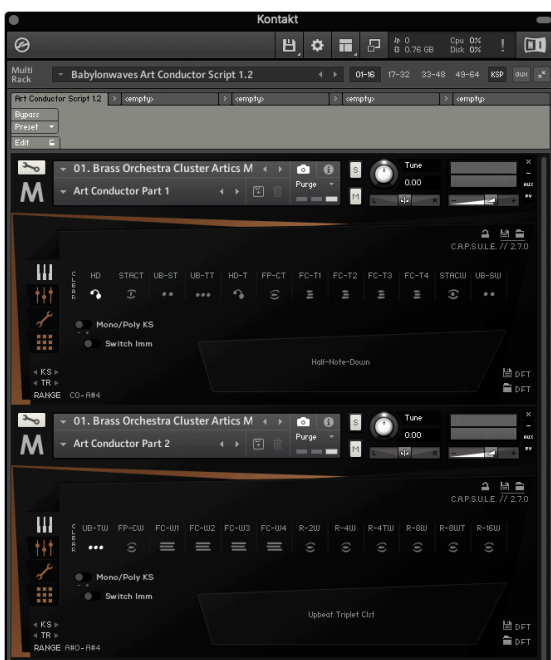 Kontakt
0 Cpu 0%
0.76 GB Disk 0% !
Multi Rack
Babylonwaves Art Conductor Script 1.2 01-16 17-32 33-48 49-64 KSP aux
Art Conductor Script 1.2 <empty> <empty> <empty> <empty>
Bypass
Preset
Edit
01. Brass Orchestra Cluster Artics M S Tune
Art Conductor Part 1 Purge M 0.00 AUX PV
L R - +
C.A.P.S.U.L.E. // 2.7.0
CLEAR HD STACT UB-ST UB-TT HD-T FP-CT FC-T1 FC-T2 FC-T3 FC-T4 STACW UB-SW
Mono/Poly KS
Switch Imm
Half-Note-Down
KS
TR
DFT
DFT
RANGE C0-A#4
01. Brass Orchestra Cluster Artics M S Tune
Art Conductor Part 2 Purge M 0.00 AUX PV
L R - +
C.A.P.S.U.L.E. // 2.7.0
CLEAR UB-TW FP-CW FC-W1 FC-W2 FC-W3 FC-W4 R-2W R-4W R-4TW R-8W R-8WT R-16W
Mono/Poly KS
Switch Imm
Upbeat Triplet Cls1
KS
TR
DFT
DFT
RANGE A#0-A#4